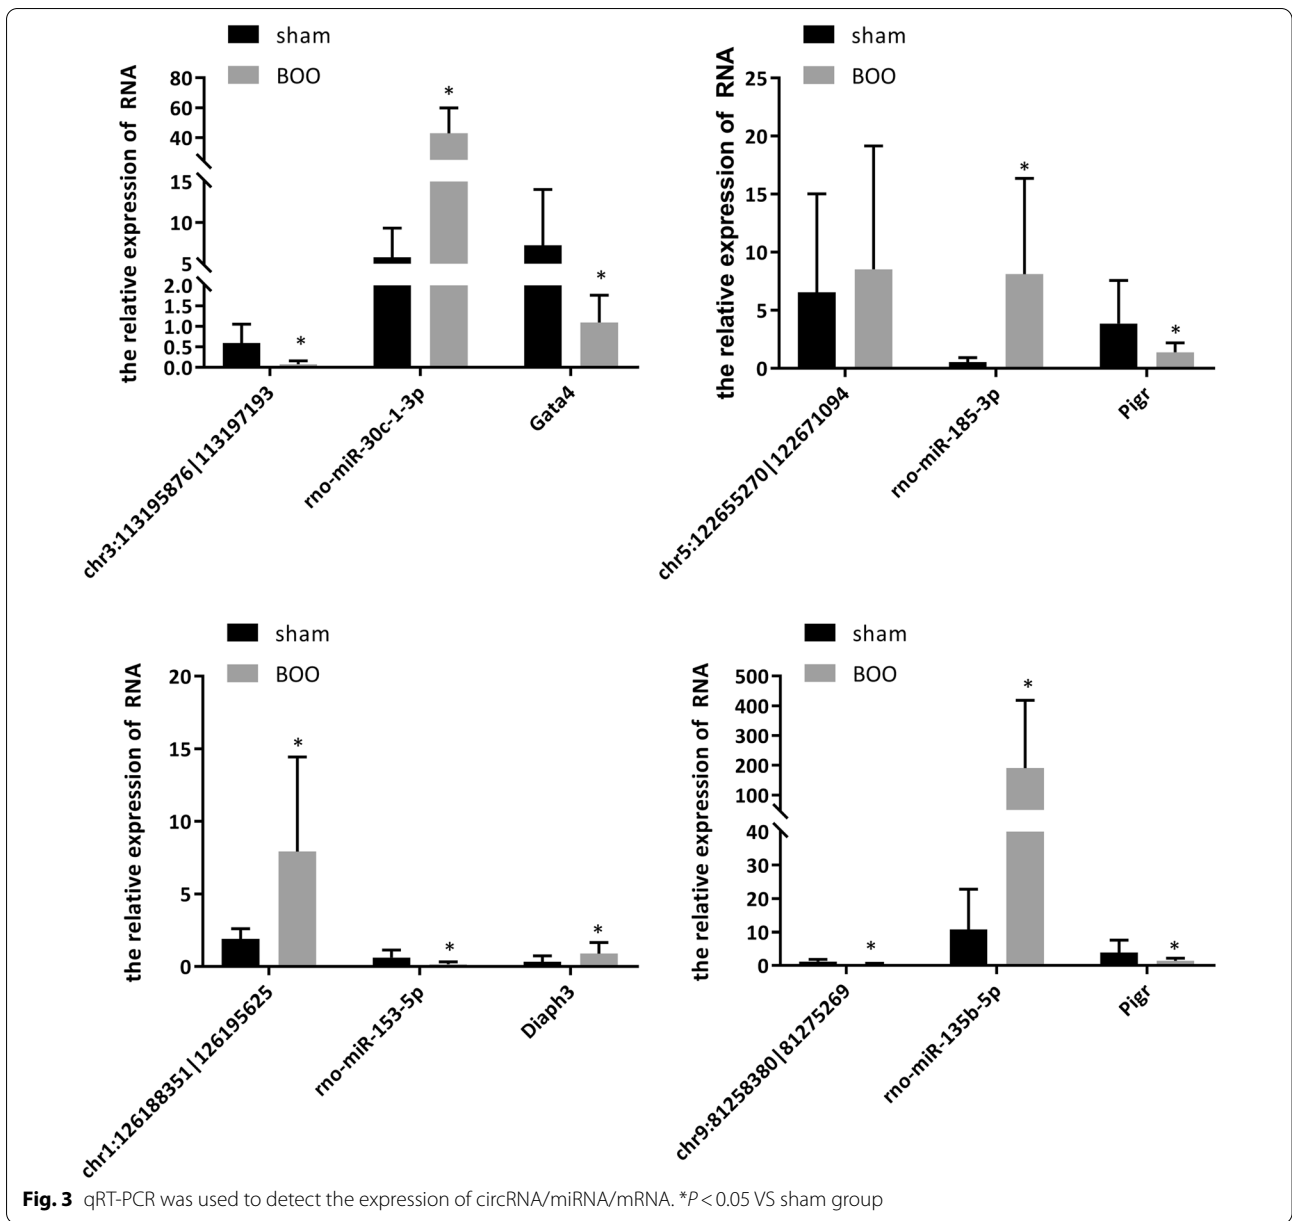 sham
BOO
the relative expression of RNA
80
60
40
15
10
5
2.0
1.5
1.0
0.5
0.0
*
*
*
chr3:113195876|113197193
rno-miR-30c-1-3p
Gata4
sham
BOO
the relative expression of RNA
25
20
15
10
5
0
*
*
chr5:122655270|122671094
rno-miR-185-3p
Pigr
sham
BOO
the relative expression of RNA
20
15
10
5
0
*
*
*
chr1:126188351|126195625
rno-miR-153-5p
Diaph3
sham
BOO
the relative expression of RNA
500
400
300
200
100
40
30
20
10
0
*
*
*
chr9:81258380|81275269
rno-miR-135b-5p
Pigr
Fig. 3 qRT-PCR was used to detect the expression of circRNA/miRNA/mRNA. *P < 0.05 VS sham group